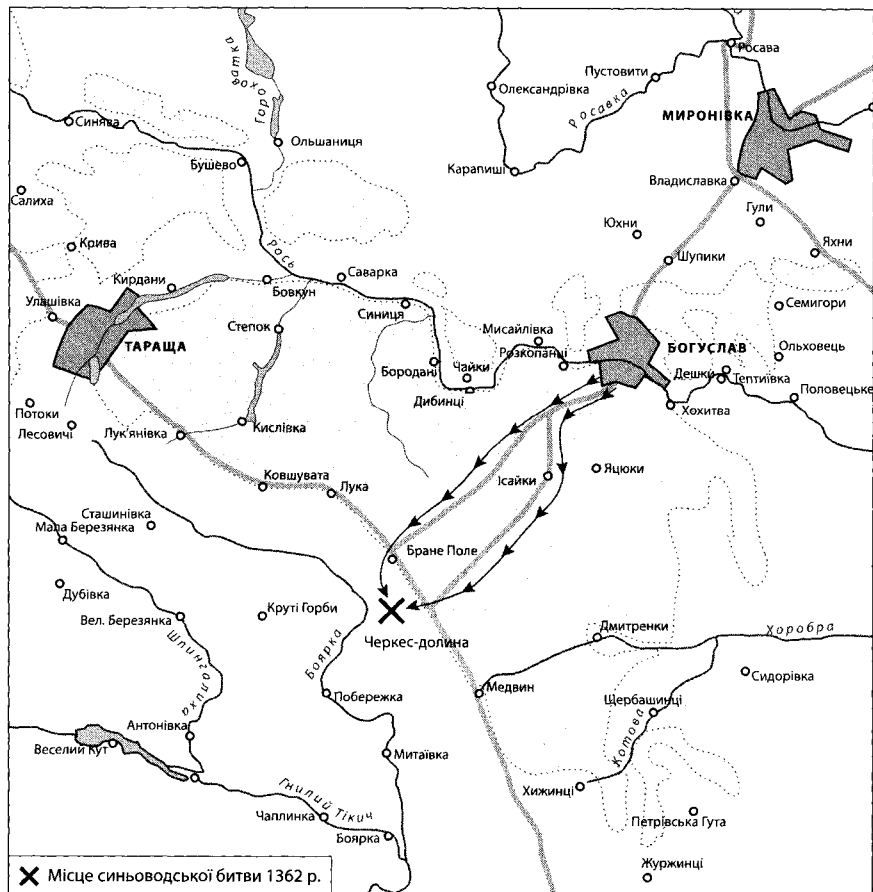 Росава
Пустовити
Олександрівка
Росавка
МИРОНІВКА
Гороховатка
Синява
Ольшаниця
Бушево
Карапиші
Владиславка
Салиха
Гули
Юхни
Крива
Рось
Яхни
Шупики
Кирдани
Саварка
Бовкун
Улашівка
Синиця
Семигори
Степок
Мисайлівка
ТАРАЩА
Розкопанці
БОГУСЛАВ
Ольховець
Бородані
Чайки
Дешки
Тептіївка
Дибинці
Половецьке
Потоки
Хохитва
Лесовичі
Лук'янівка
Кислівка
Ковшувата
Лука
Ісайки
Яцюки
Сташинівка
Мала Березянка
Бране Поле
Дубівка
Круті Горби
Вел. Березянка
Черкес-долина
Дмитренки
Хоробра
Шпингалиха
Боярка
Сидорівка
Побережка
Медвин
Щербашинці
Антонівка
Котова
Веселий Кут
Митаївка
Хижинці
Гнилий Тікич
Чаплинка
Петрівська Гута
Боярка
Журжинці
Місце синьоводської битви 1362 р.